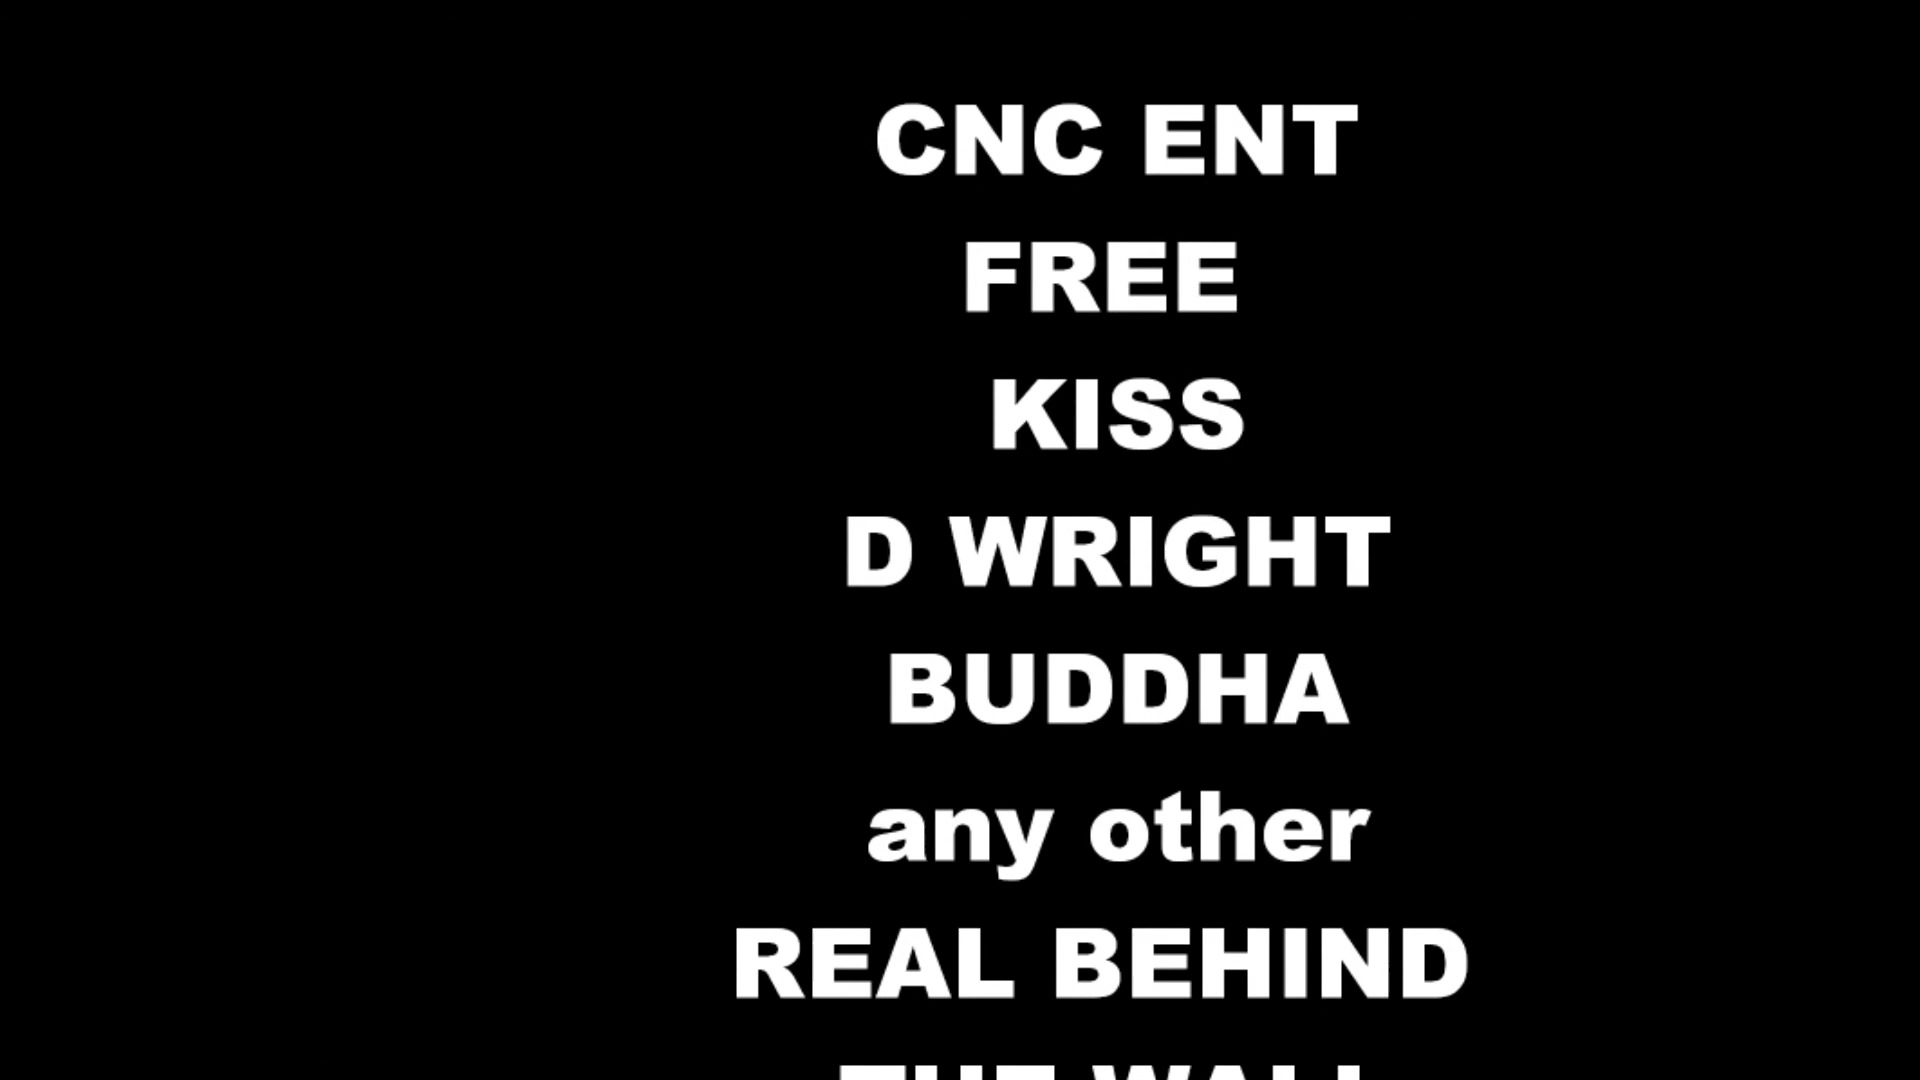 CNC ENT
FREE
KISS
D WRIGHT
BUDDHA
any other
REAL BEHIND
THE WALL